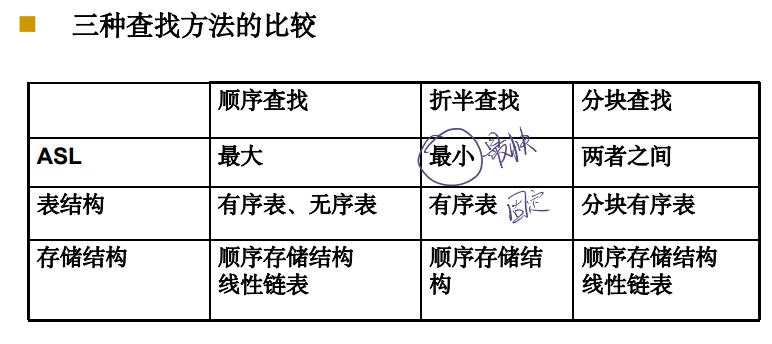 三种查找方法的比较
顺序查找 折半查找 分块查找
ASL 最大 最小 最快 两者之间
表结构 有序表、无序表 有序表 固定 分块有序表
存储结构 顺序存储结构 顺序存储结 顺序存储结构
线性链表 构 线性链表